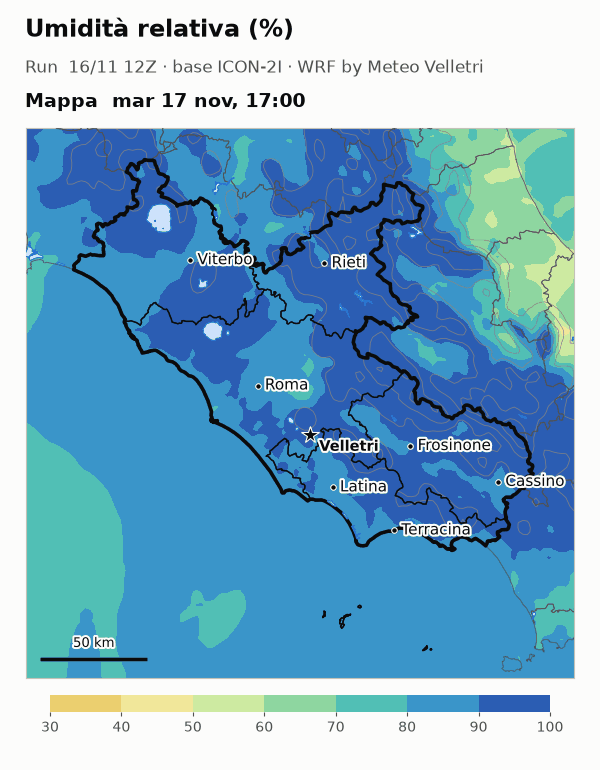 Umidità relativa (%)
Run  16/11 12Z · base ICON-2I · WRF by Meteo Velletri
Mappa  mar 17 nov, 17:00
Viterbo
Rieti
Roma
Velletri
Frosinone
Cassino
Latina
Terracina
50 km
30 40 50 60 70 80 90 100